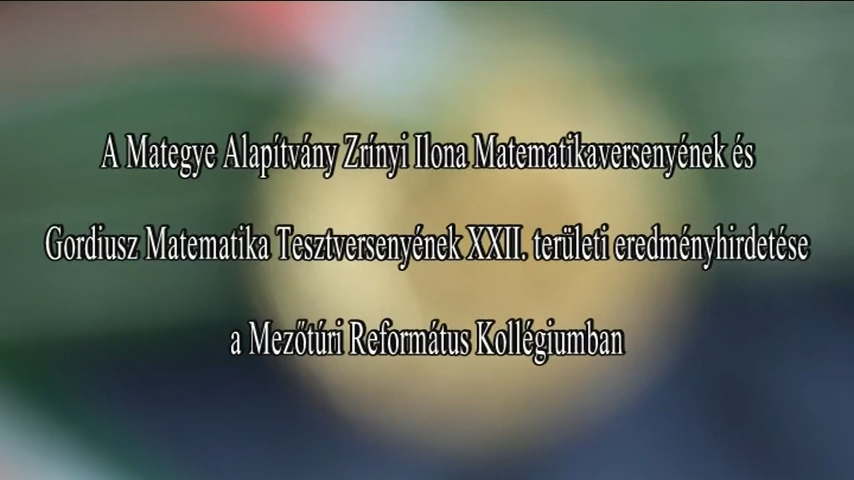 A Mategye Alapítvány Zrínyi Ilona Matematikaversenyének és
Gordiusz Matematika Tesztversenyének XXII. területi eredményhirdetése
a Mezőtúri Református Kollégiumban